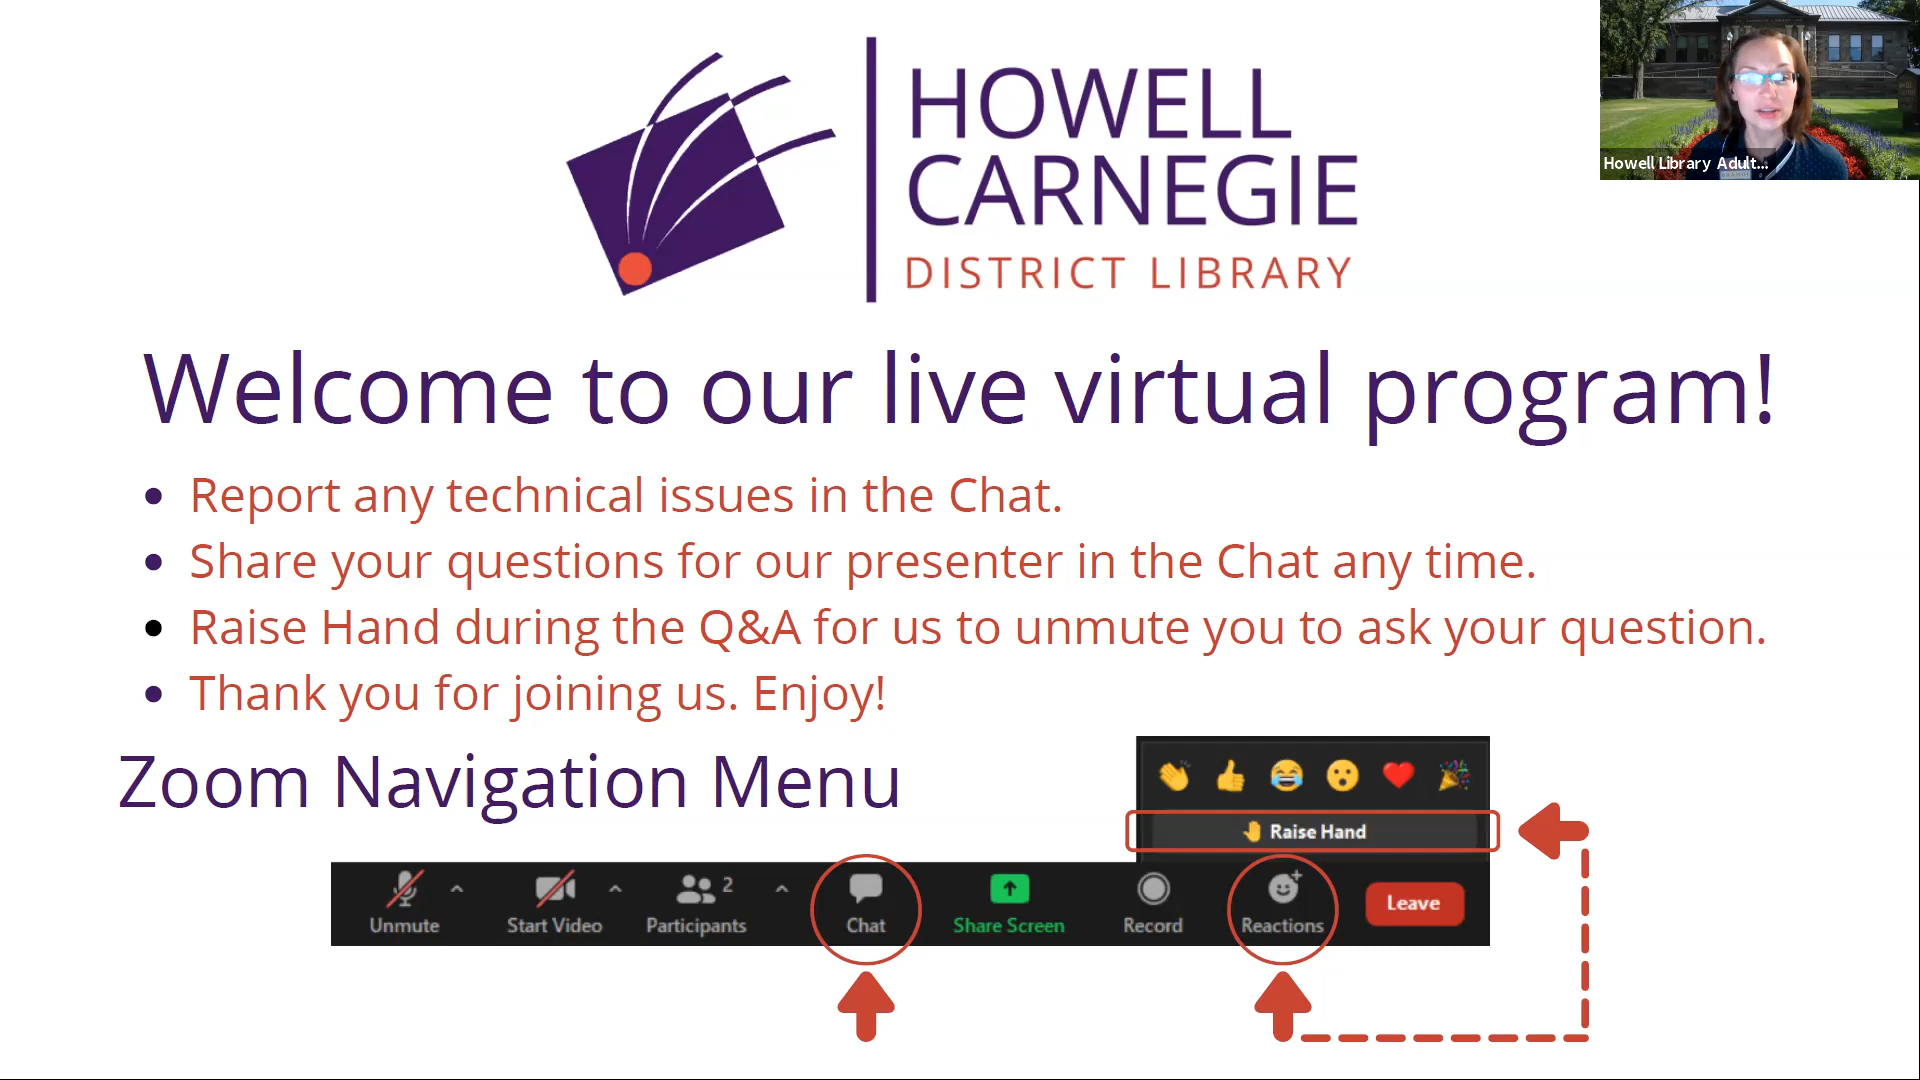 HOWELL
CARNEGIE
DISTRICT LIBRARY
Howell Library Adult...
Welcome to our live virtual program!
• Report any technical issues in the Chat.
• Share your questions for our presenter in the Chat any time.
• Raise Hand during the Q&A for us to unmute you to ask your question.
• Thank you for joining us. Enjoy!
Zoom Navigation Menu
Raise Hand
2
Unmute Start Video Participants Chat Share Screen Record Reactions Leave